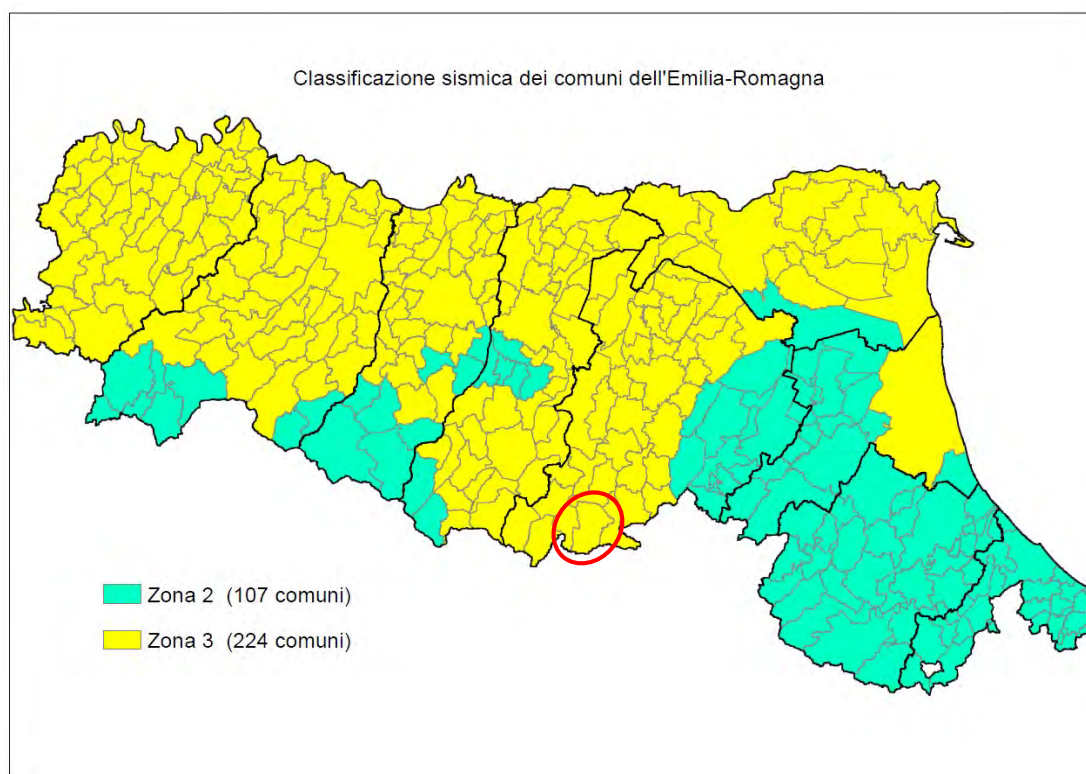 Classificazione sismica dei comuni dell'Emilia-Romagna
Zona 2 (107 comuni)
Zona 3 (224 comuni)